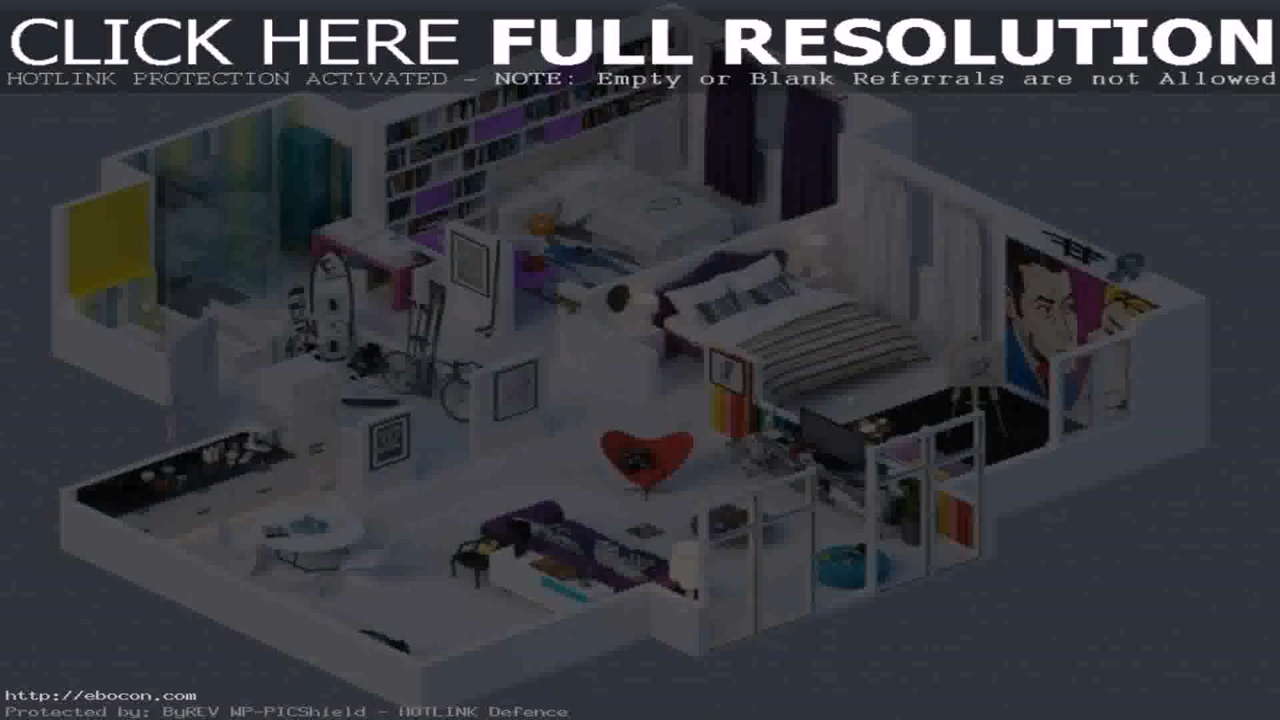 CLICK HERE FULL RESOLUTION
HOTLINK PROTECTION ACTIVATED - NOTE: Empty or Blank Referrals are not Allowed
http://ebocon.com
Protected by: ByREV WP-PICShield - HOTLINK Defence